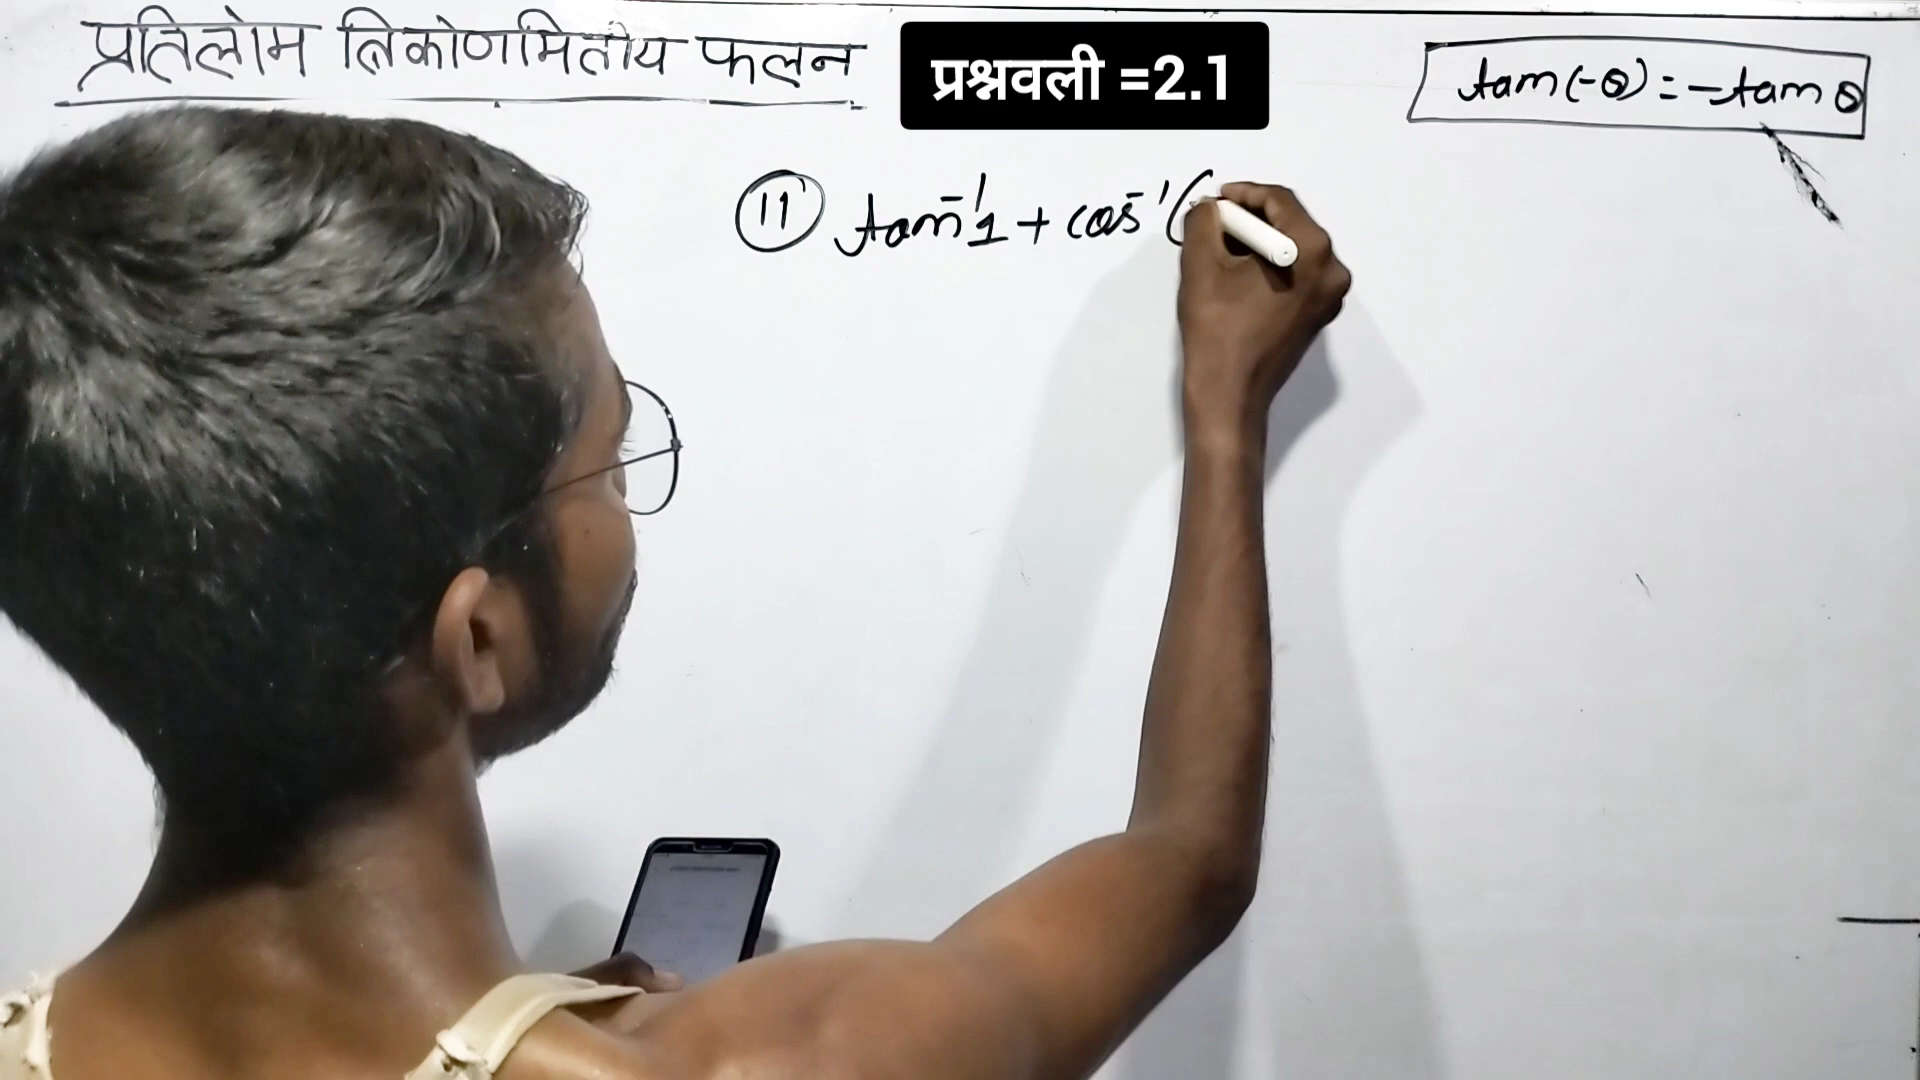 प्रतिलोम त्रिकोणमितीय फलन
प्रश्नवली =2.1
tan(-θ) = -tan θ
11 tan⁻¹1 + cos⁻¹(